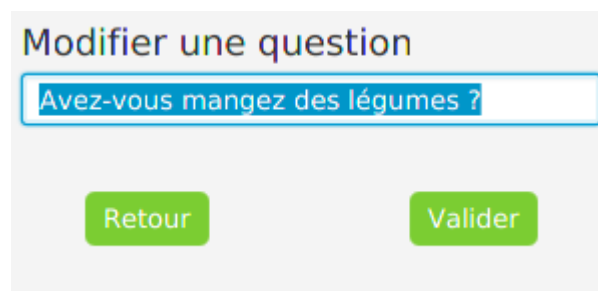 Modifier une question
Avez-vous mangez des légumes ?
Retour Valider